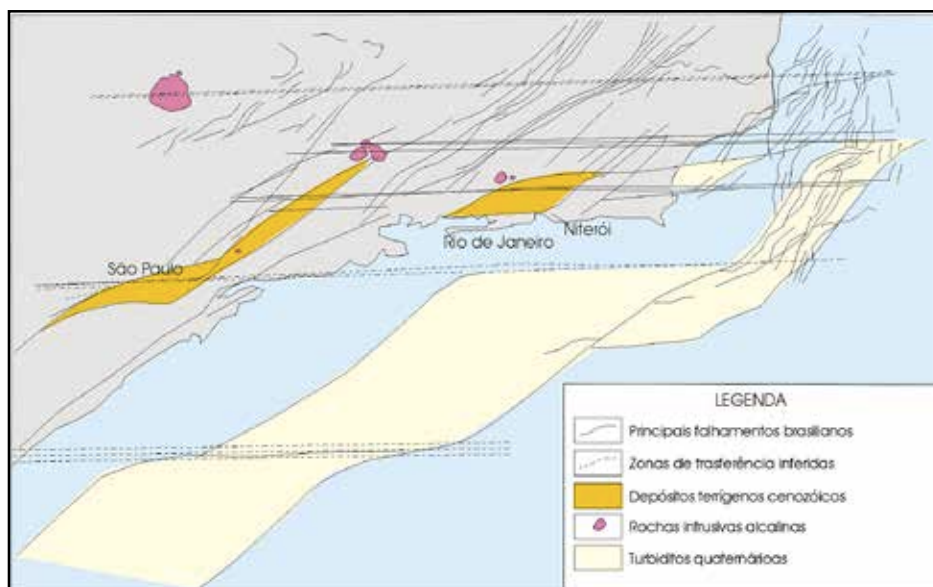 São Paulo
Rio de Janeiro
Niterói
LEGENDA
Principais falhamentos brasilianos
Zonas de trasferência inferidas
Depósitos terrígenos cenozóicos
Rochas intrusivas alcalinas
Turbiditos quaternárioas